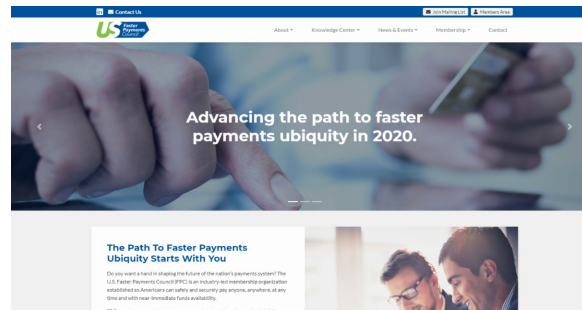 in Contact Us
Join Mailing List Members Area
US Faster Payments Council
About Knowledge Center News & Events Membership Contact
Advancing the path to faster
payments ubiquity in 2020.
The Path To Faster Payments
Ubiquity Starts With You
Do you want a hand in shaping the future of the nation's payments system? The
U.S. Faster Payments Council (FPC) is an industry-led membership organization
established so Americans can safely and securely pay anyone, anywhere, at any
time and with near-immediate funds availability.